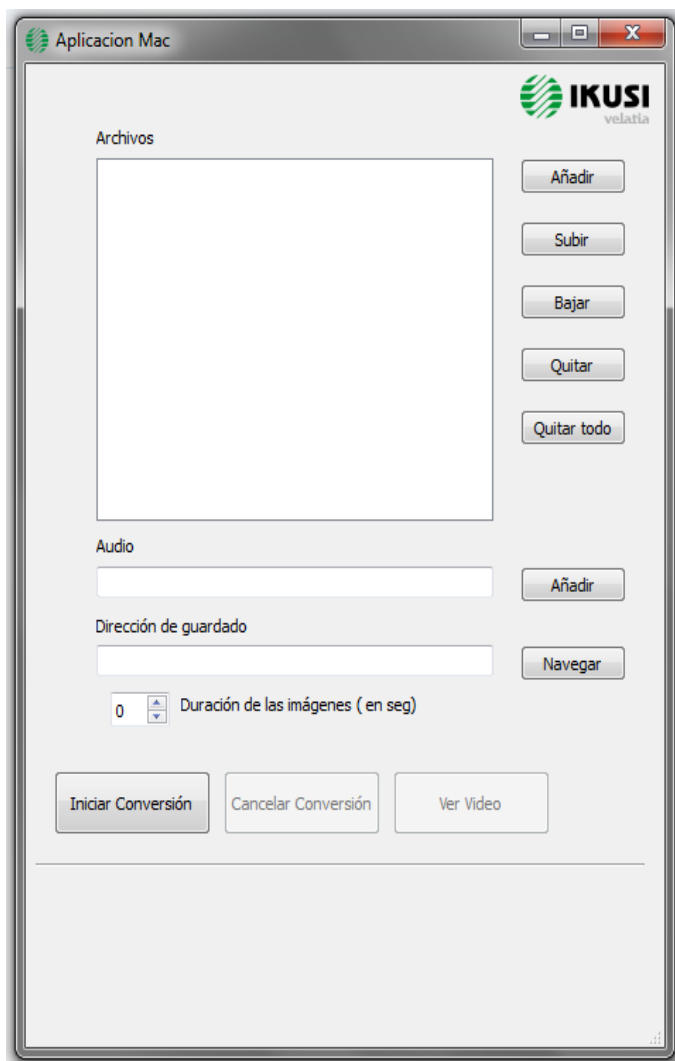 Aplicacion Mac
IKUSI
velatia
Archivos
Añadir
Subir
Bajar
Quitar
Quitar todo
Audio
Añadir
Dirección de guardado
Navegar
0 Duración de las imágenes ( en seg)
Iniciar Conversión Cancelar Conversión Ver Video